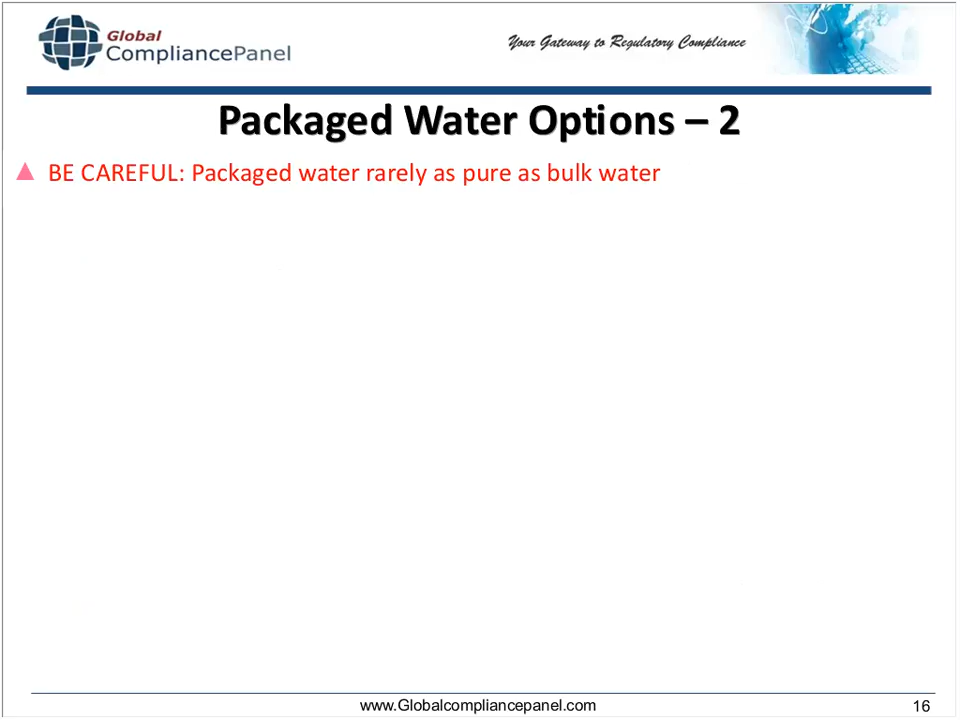 Global
CompliancePanel
Your Gateway to Regulatory Compliance
Packaged Water Options – 2
BE CAREFUL: Packaged water rarely as pure as bulk water
www.Globalcompliancepanel.com
16